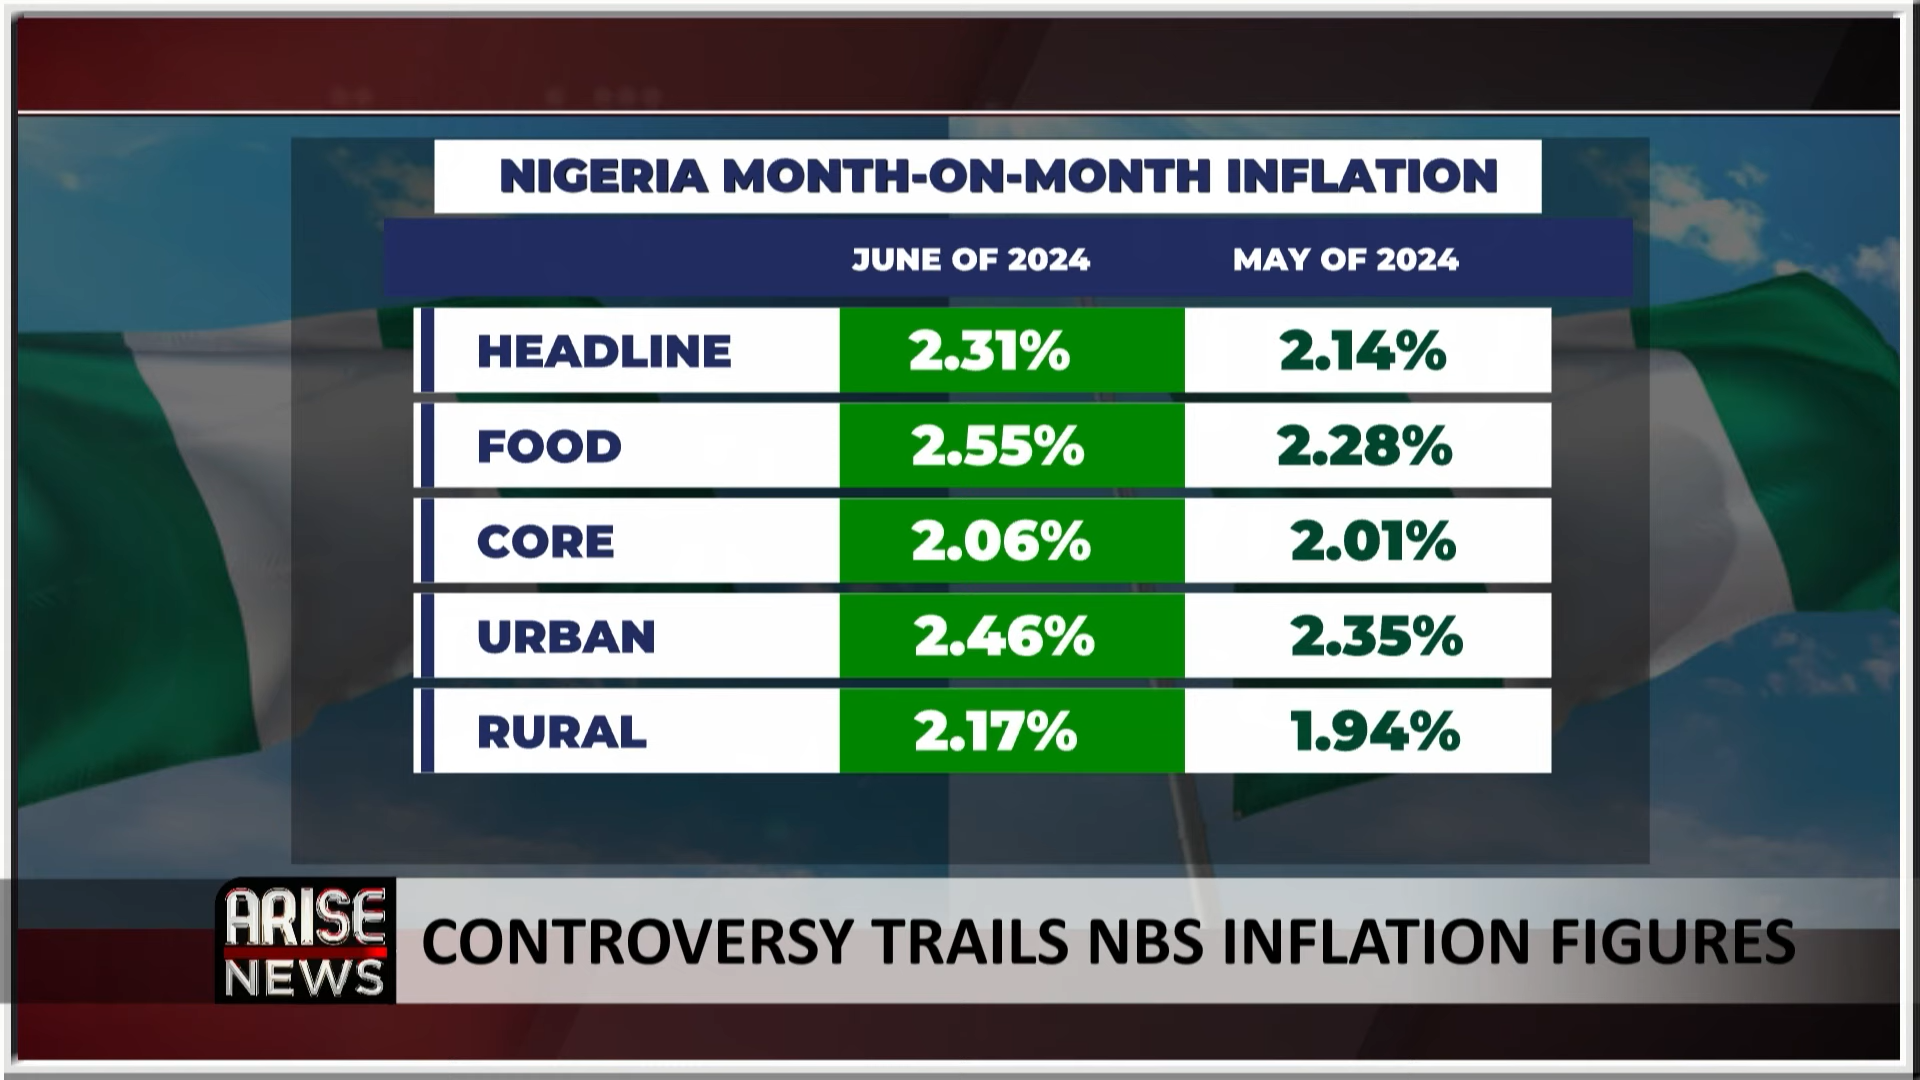 NIGERIA MONTH-ON-MONTH INFLATION
JUNE OF 2024 MAY OF 2024
HEADLINE 2.31% 2.14%
FOOD 2.55% 2.28%
CORE 2.06% 2.01%
URBAN 2.46% 2.35%
RURAL 2.17% 1.94%
ARISE
NEWS
CONTROVERSY TRAILS NBS INFLATION FIGURES